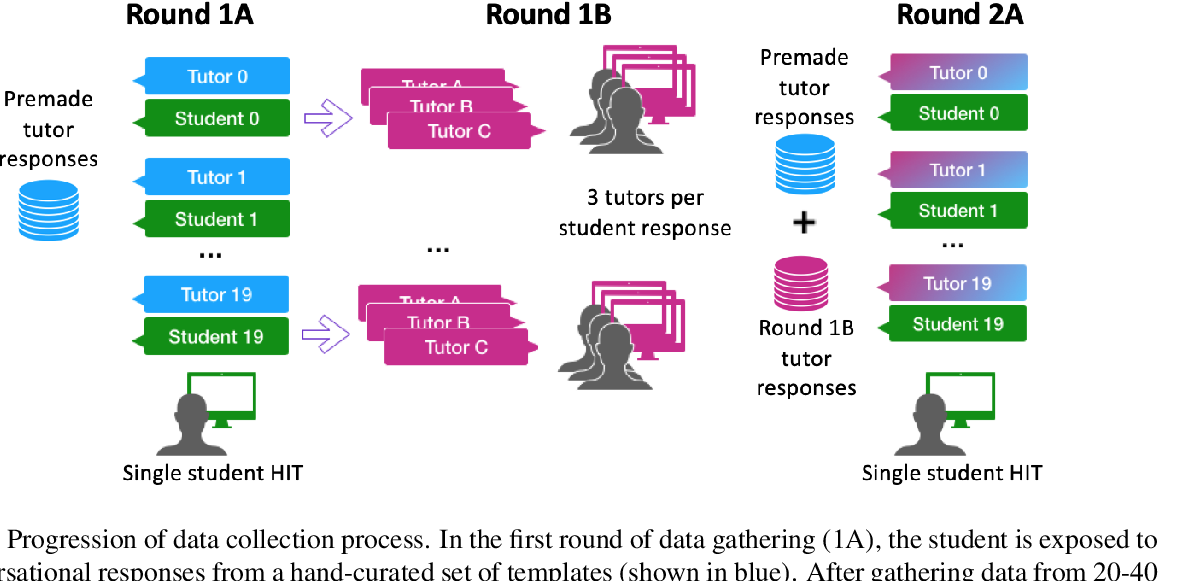 Round 1A
Round 1B
Round 2A
Premade
tutor
responses
Tutor 0
Student 0
Tutor 1
Student 1
...
Tutor 19
Student 19
Single student HIT
Tutor A
Tutor B
Tutor C
3 tutors per
student response
...
Tutor A
Tutor B
Tutor C
Premade
tutor
responses
+
Round 1B
tutor
responses
Tutor 0
Student 0
Tutor 1
Student 1
...
Tutor 19
Student 19
Single student HIT
Progression of data collection process. In the first round of data gathering (1A), the student is exposed to
ersational responses from a hand-curated set of templates (shown in blue). After gathering data from 20-40